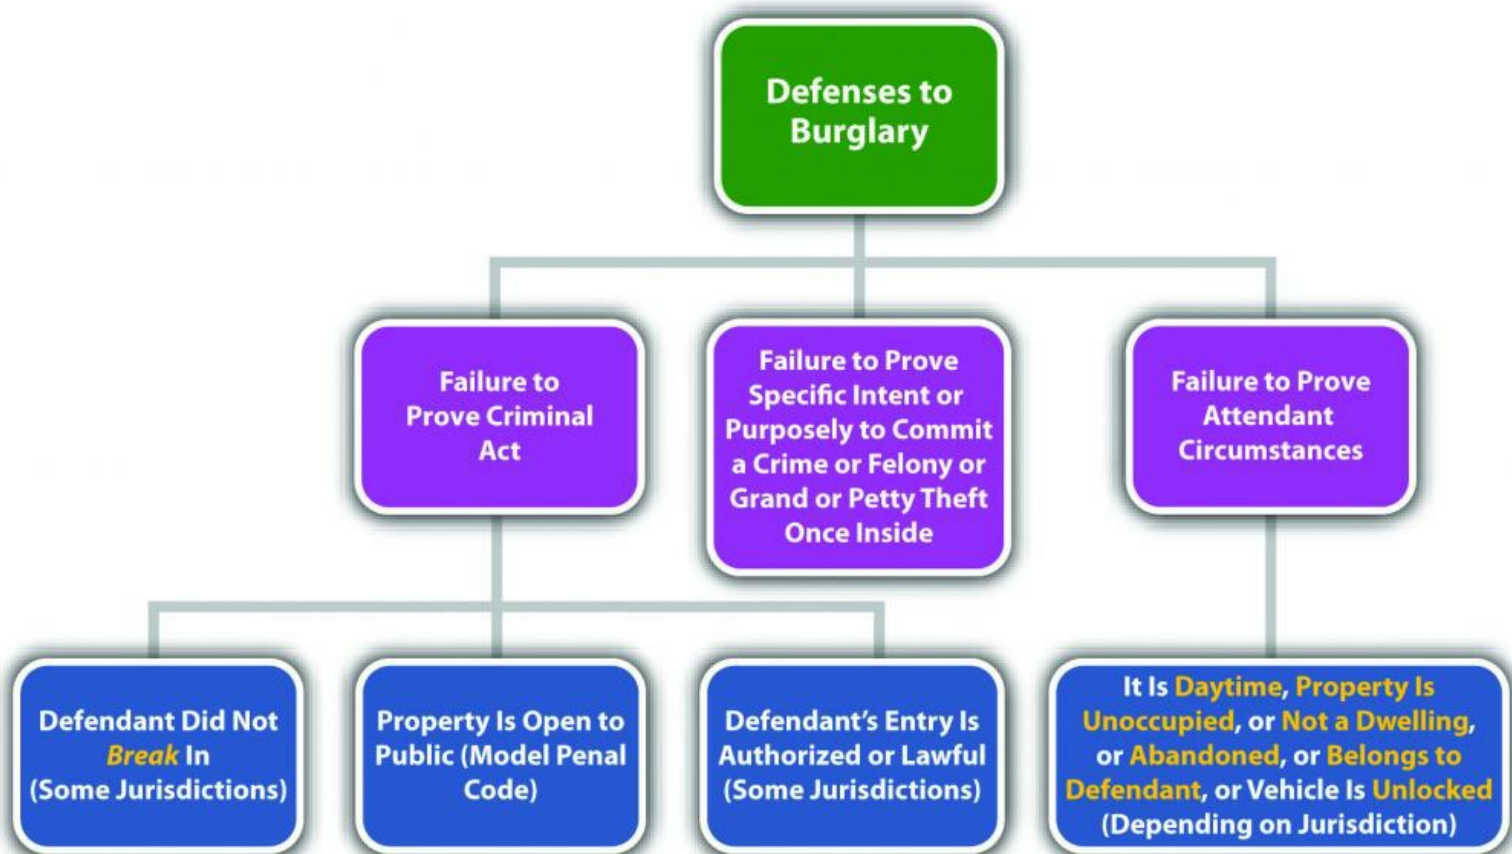 Defenses to
Burglary
Failure to
Prove Criminal
Act
Failure to Prove
Specific Intent or
Purposely to Commit
a Crime or Felony or
Grand or Petty Theft
Once Inside
Failure to Prove
Attendant
Circumstances
Defendant Did Not
Break In
(Some Jurisdictions)
Property Is Open to
Public (Model Penal
Code)
Defendant's Entry Is
Authorized or Lawful
(Some Jurisdictions)
It Is Daytime, Property Is
Unoccupied, or Not a Dwelling,
or Abandoned, or Belongs to
Defendant, or Vehicle Is Unlocked
(Depending on Jurisdiction)